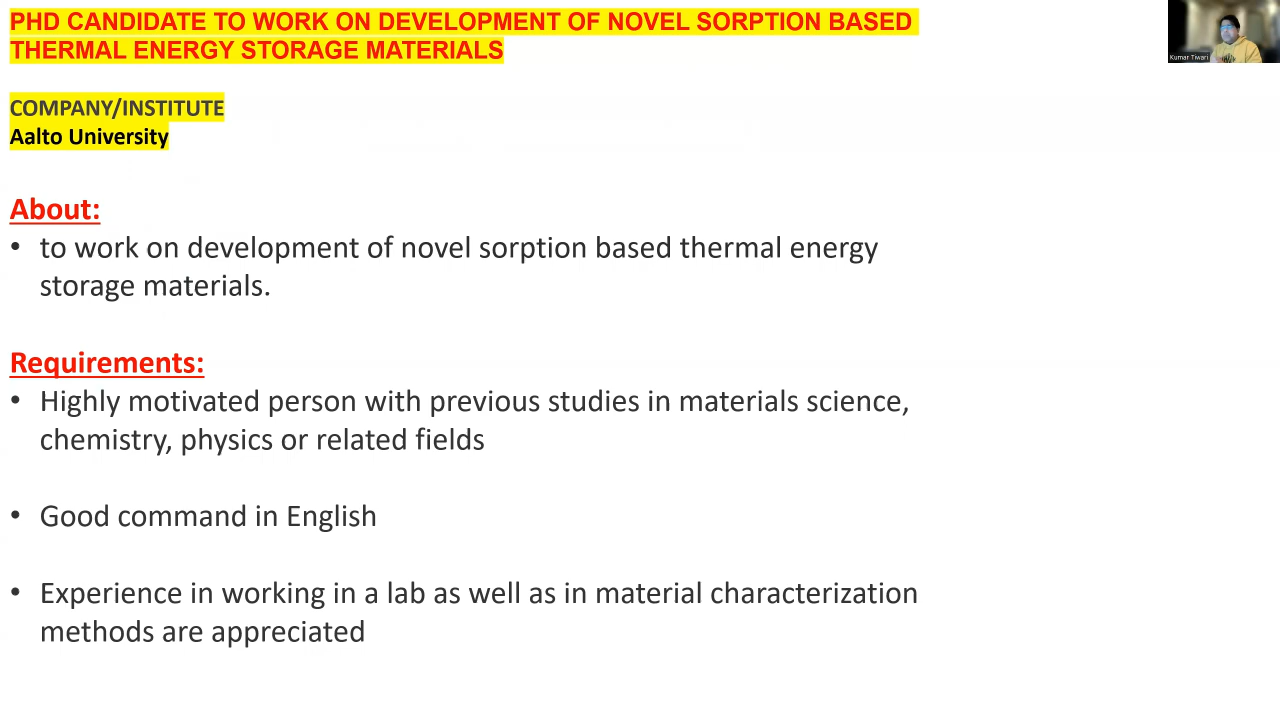 PHD CANDIDATE TO WORK ON DEVELOPMENT OF NOVEL SORPTION BASED
THERMAL ENERGY STORAGE MATERIALS
Kumar Tiwari
COMPANY/INSTITUTE
Aalto University
About:
• to work on development of novel sorption based thermal energy
storage materials.
Requirements:
• Highly motivated person with previous studies in materials science,
chemistry, physics or related fields
• Good command in English
• Experience in working in a lab as well as in material characterization
methods are appreciated